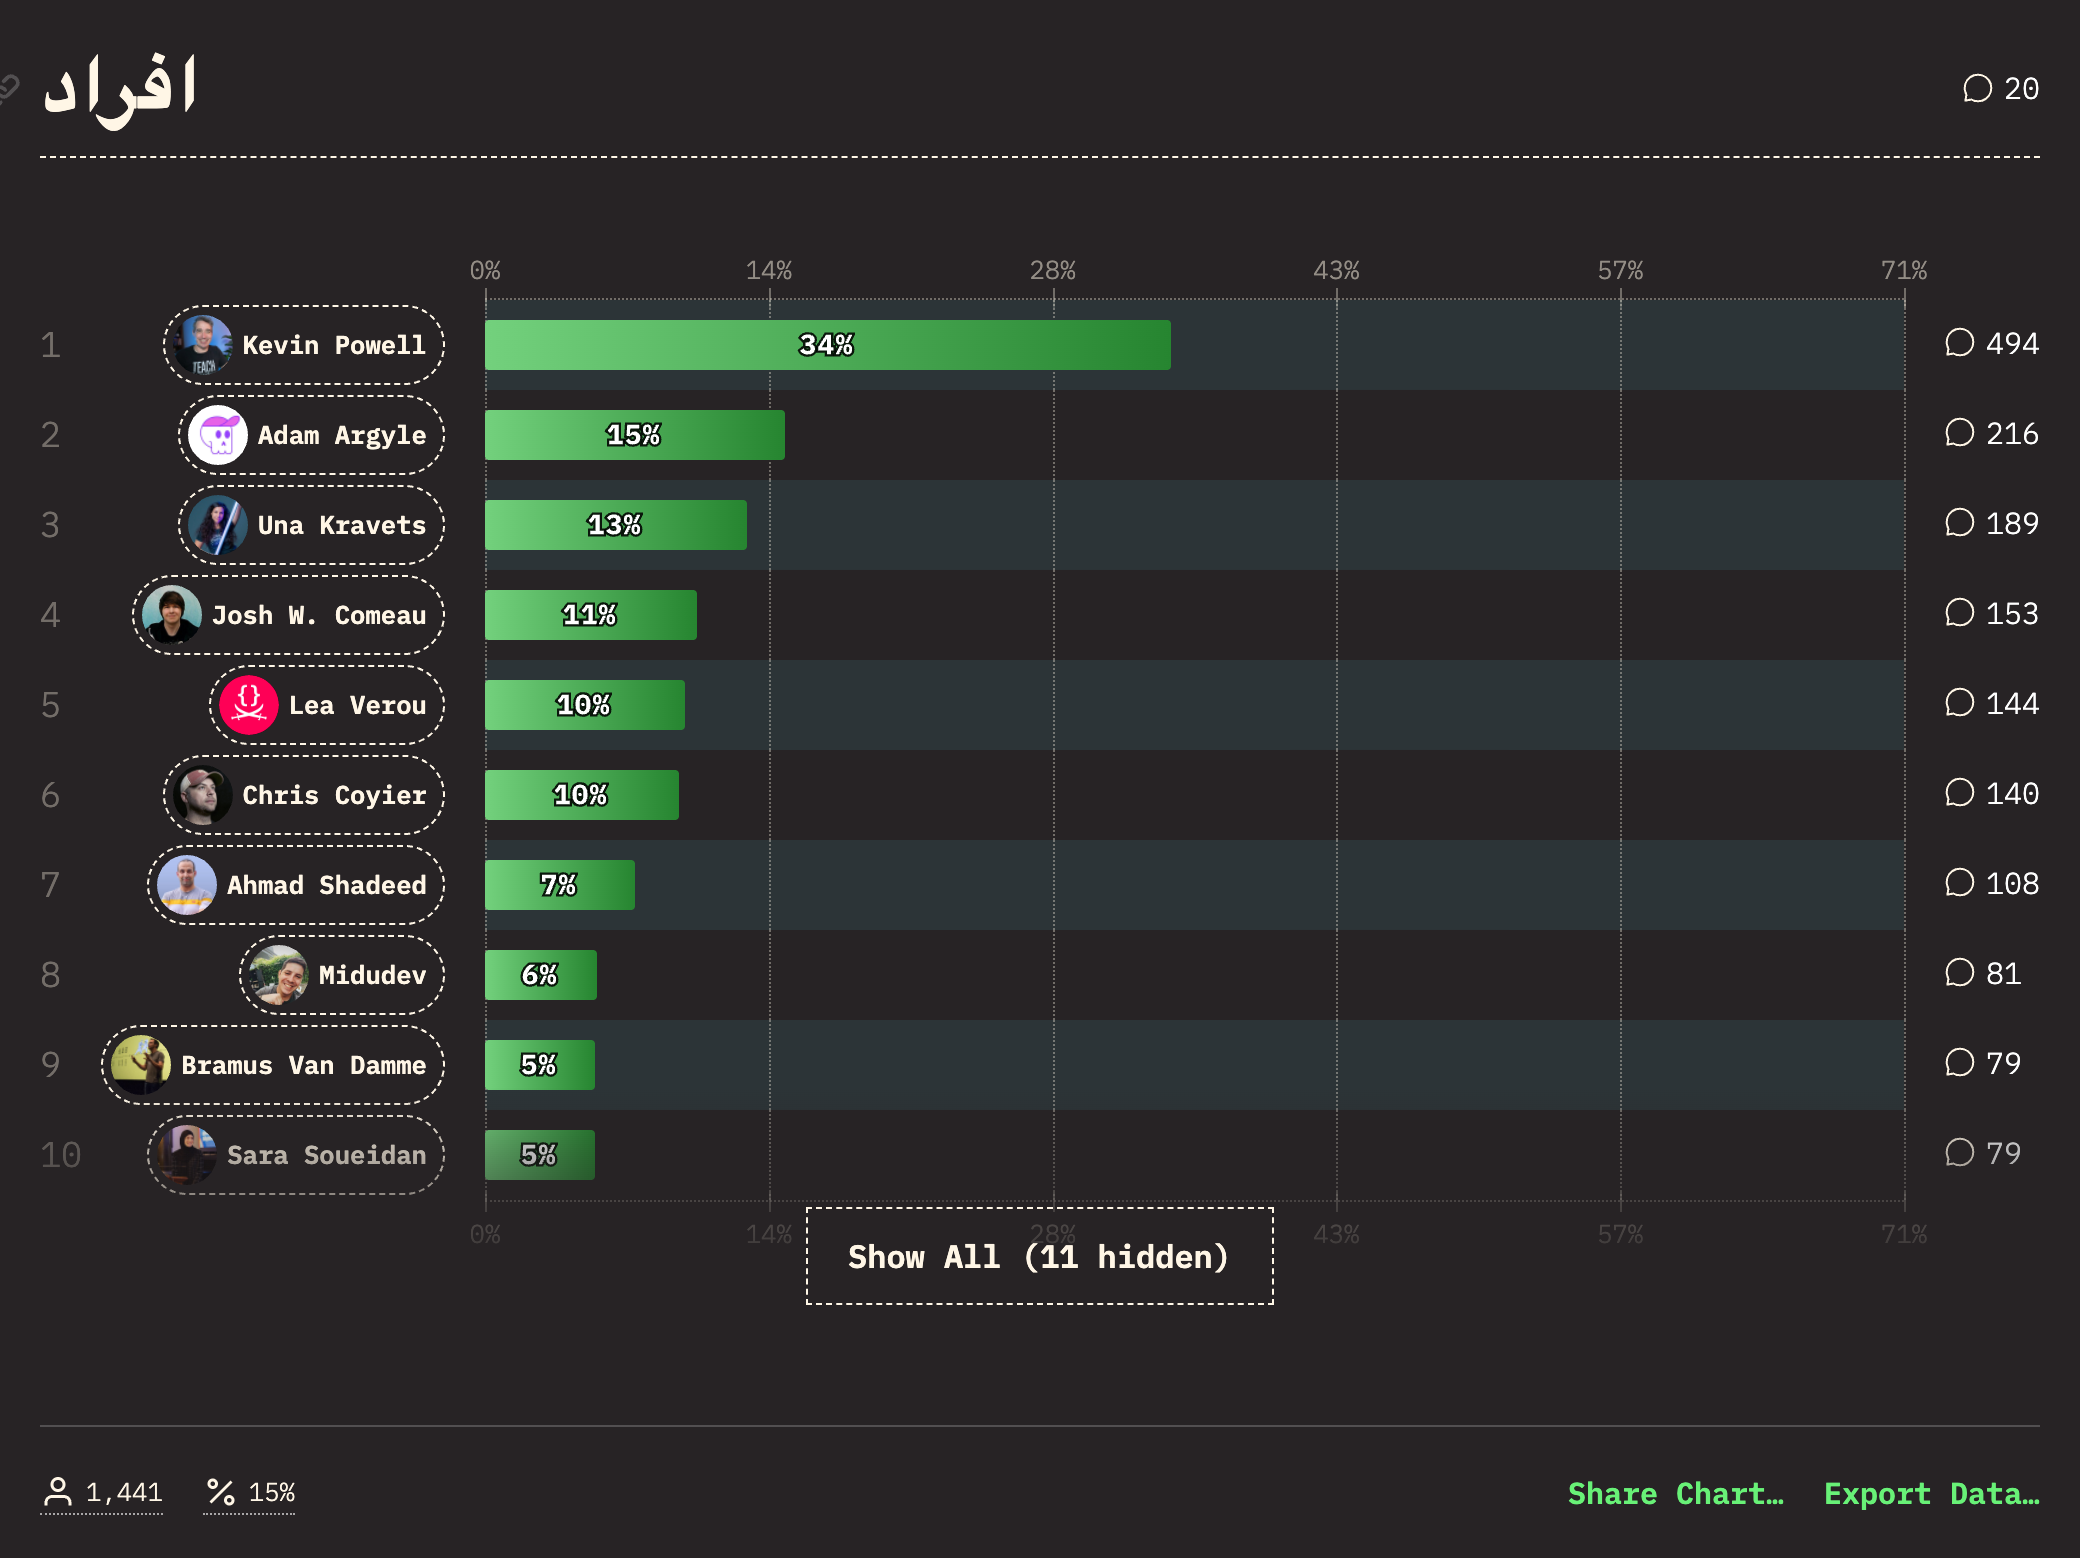 افراد
20
0% 14% 28% 43% 57% 71%
1 Kevin Powell 34% 494
2 Adam Argyle 15% 216
3 Una Kravets 13% 189
4 Josh W. Comeau 11% 153
5 Lea Verou 10% 144
6 Chris Coyier 10% 140
7 Ahmad Shadeed 7% 108
8 Midudev 6% 81
9 Bramus Van Damme 5% 79
10 Sara Soueidan 5% 79
0% 14% 28% 43% 57% 71%
Show All (11 hidden)
1,441 15% Share Chart… Export Data…